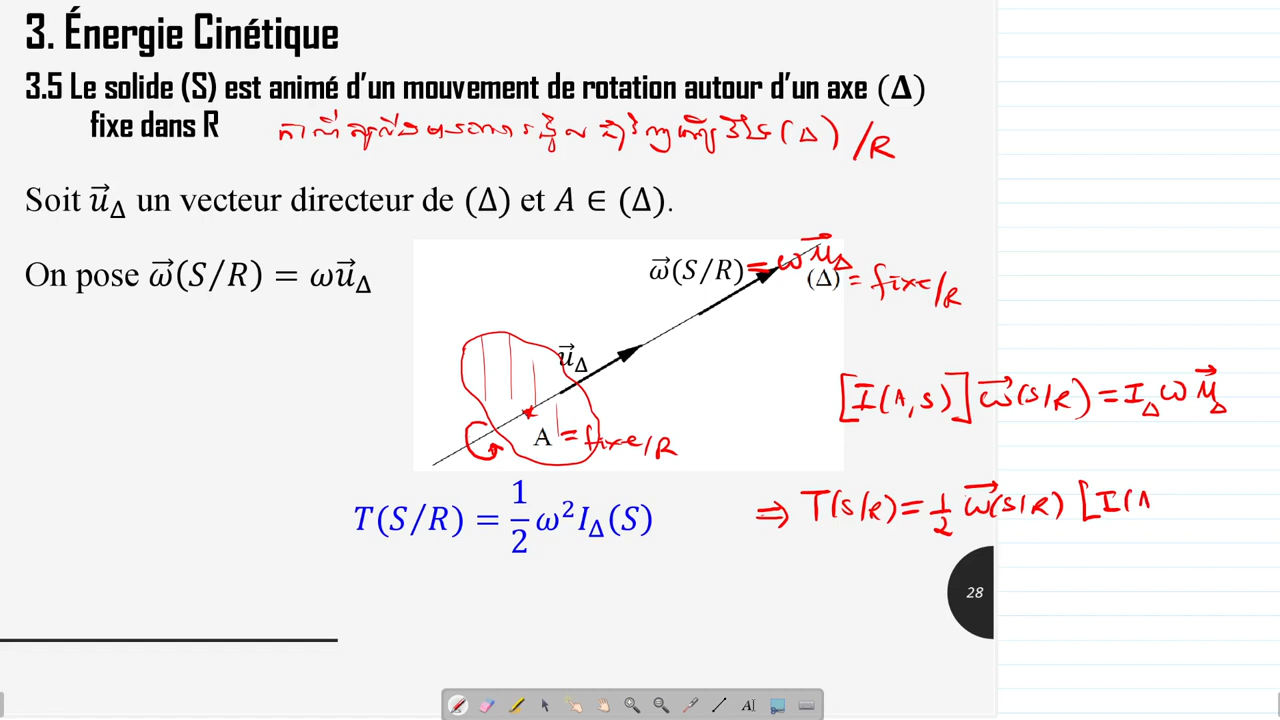 3. Énergie Cinétique
3.5 Le solide (S) est animé d’un mouvement de rotation autour d’un axe (Δ)
fixe dans R
(Δ) /R
Soit u⃗_Δ un vecteur directeur de (Δ) et A ∈ (Δ).
On pose ω⃗(S/R) = ωu⃗_Δ
ω⃗(S/R) = ω u⃗_Δ
(Δ) = fixe/R
u⃗_Δ
A = fixe/R
[I(A,S)] ω⃗(S/R) = I_Δ ω u⃗_Δ
T(S/R) = 1/2 ω² I_Δ(S)
⇒ T(S/R) = 1/2 ω⃗(S/R) [I(A
28
AI